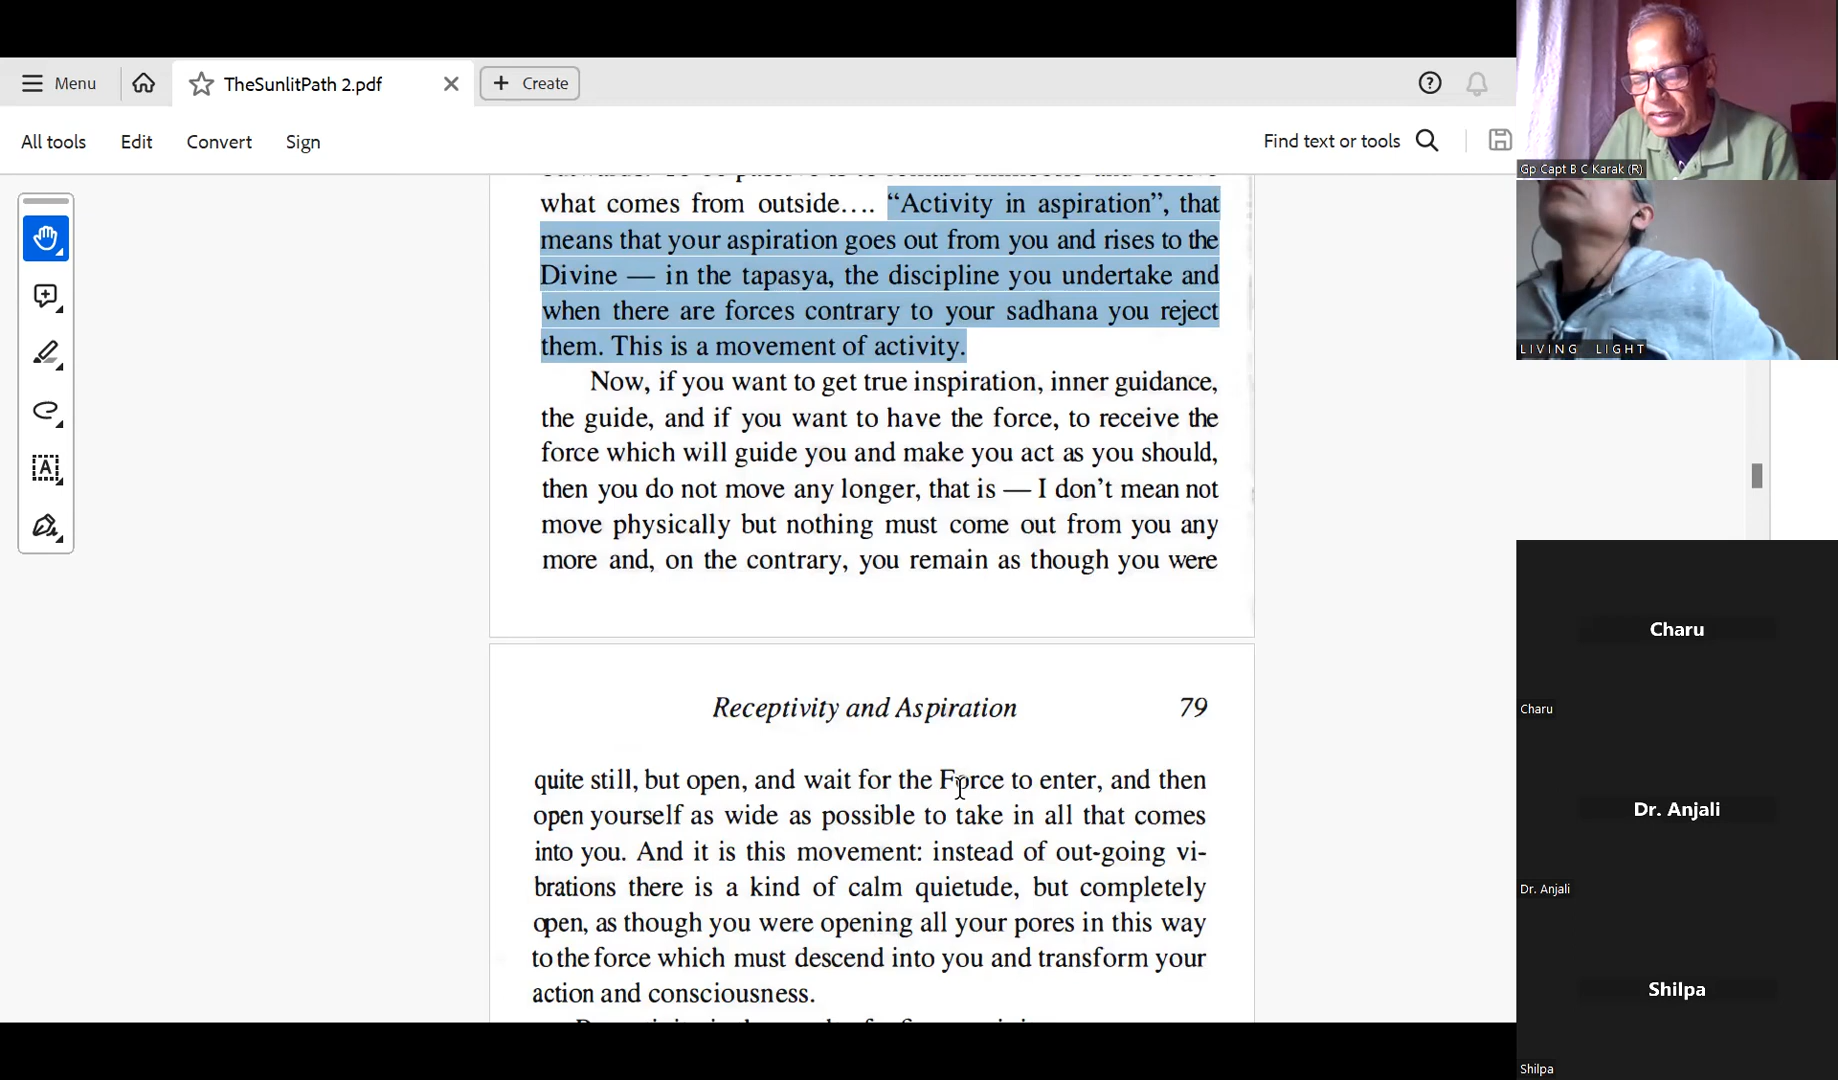 Menu
TheSunlitPath 2.pdf
Create
All tools
Edit
Convert
Sign
Find text or tools
what comes from outside…. “Activity in aspiration”, that
means that your aspiration goes out from you and rises to the
Divine — in the tapasya, the discipline you undertake and
when there are forces contrary to your sadhana you reject
them. This is a movement of activity.
Now, if you want to get true inspiration, inner guidance,
the guide, and if you want to have the force, to receive the
force which will guide you and make you act as you should,
then you do not move any longer, that is — I don’t mean not
move physically but nothing must come out from you any
more and, on the contrary, you remain as though you were
Receptivity and Aspiration 79
quite still, but open, and wait for the Force to enter, and then
open yourself as wide as possible to take in all that comes
into you. And it is this movement: instead of out-going vi-
brations there is a kind of calm quietude, but completely
open, as though you were opening all your pores in this way
to the force which must descend into you and transform your
action and consciousness.
Gp Capt B C Karak (R)
LIVING LIGHT
Charu
Charu
Dr. Anjali
Dr. Anjali
Shilpa
Shilpa